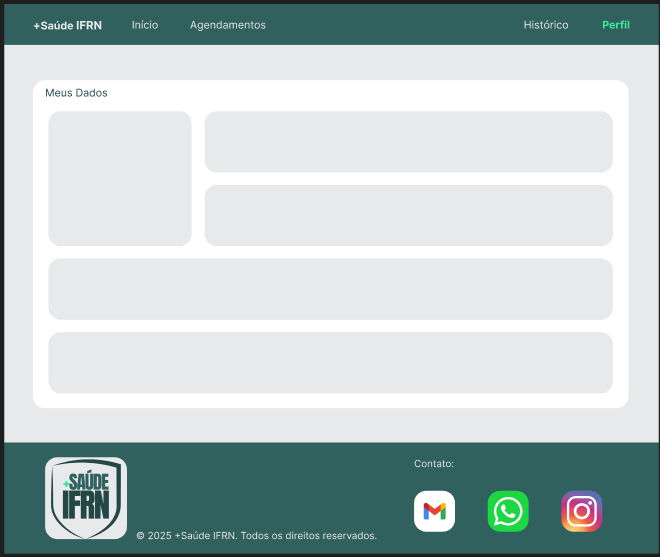 +Saúde IFRN Início Agendamentos Histórico Perfil
Meus Dados
+SAÚDE
IFRN
© 2025 +Saúde IFRN. Todos os direitos reservados.
Contato: